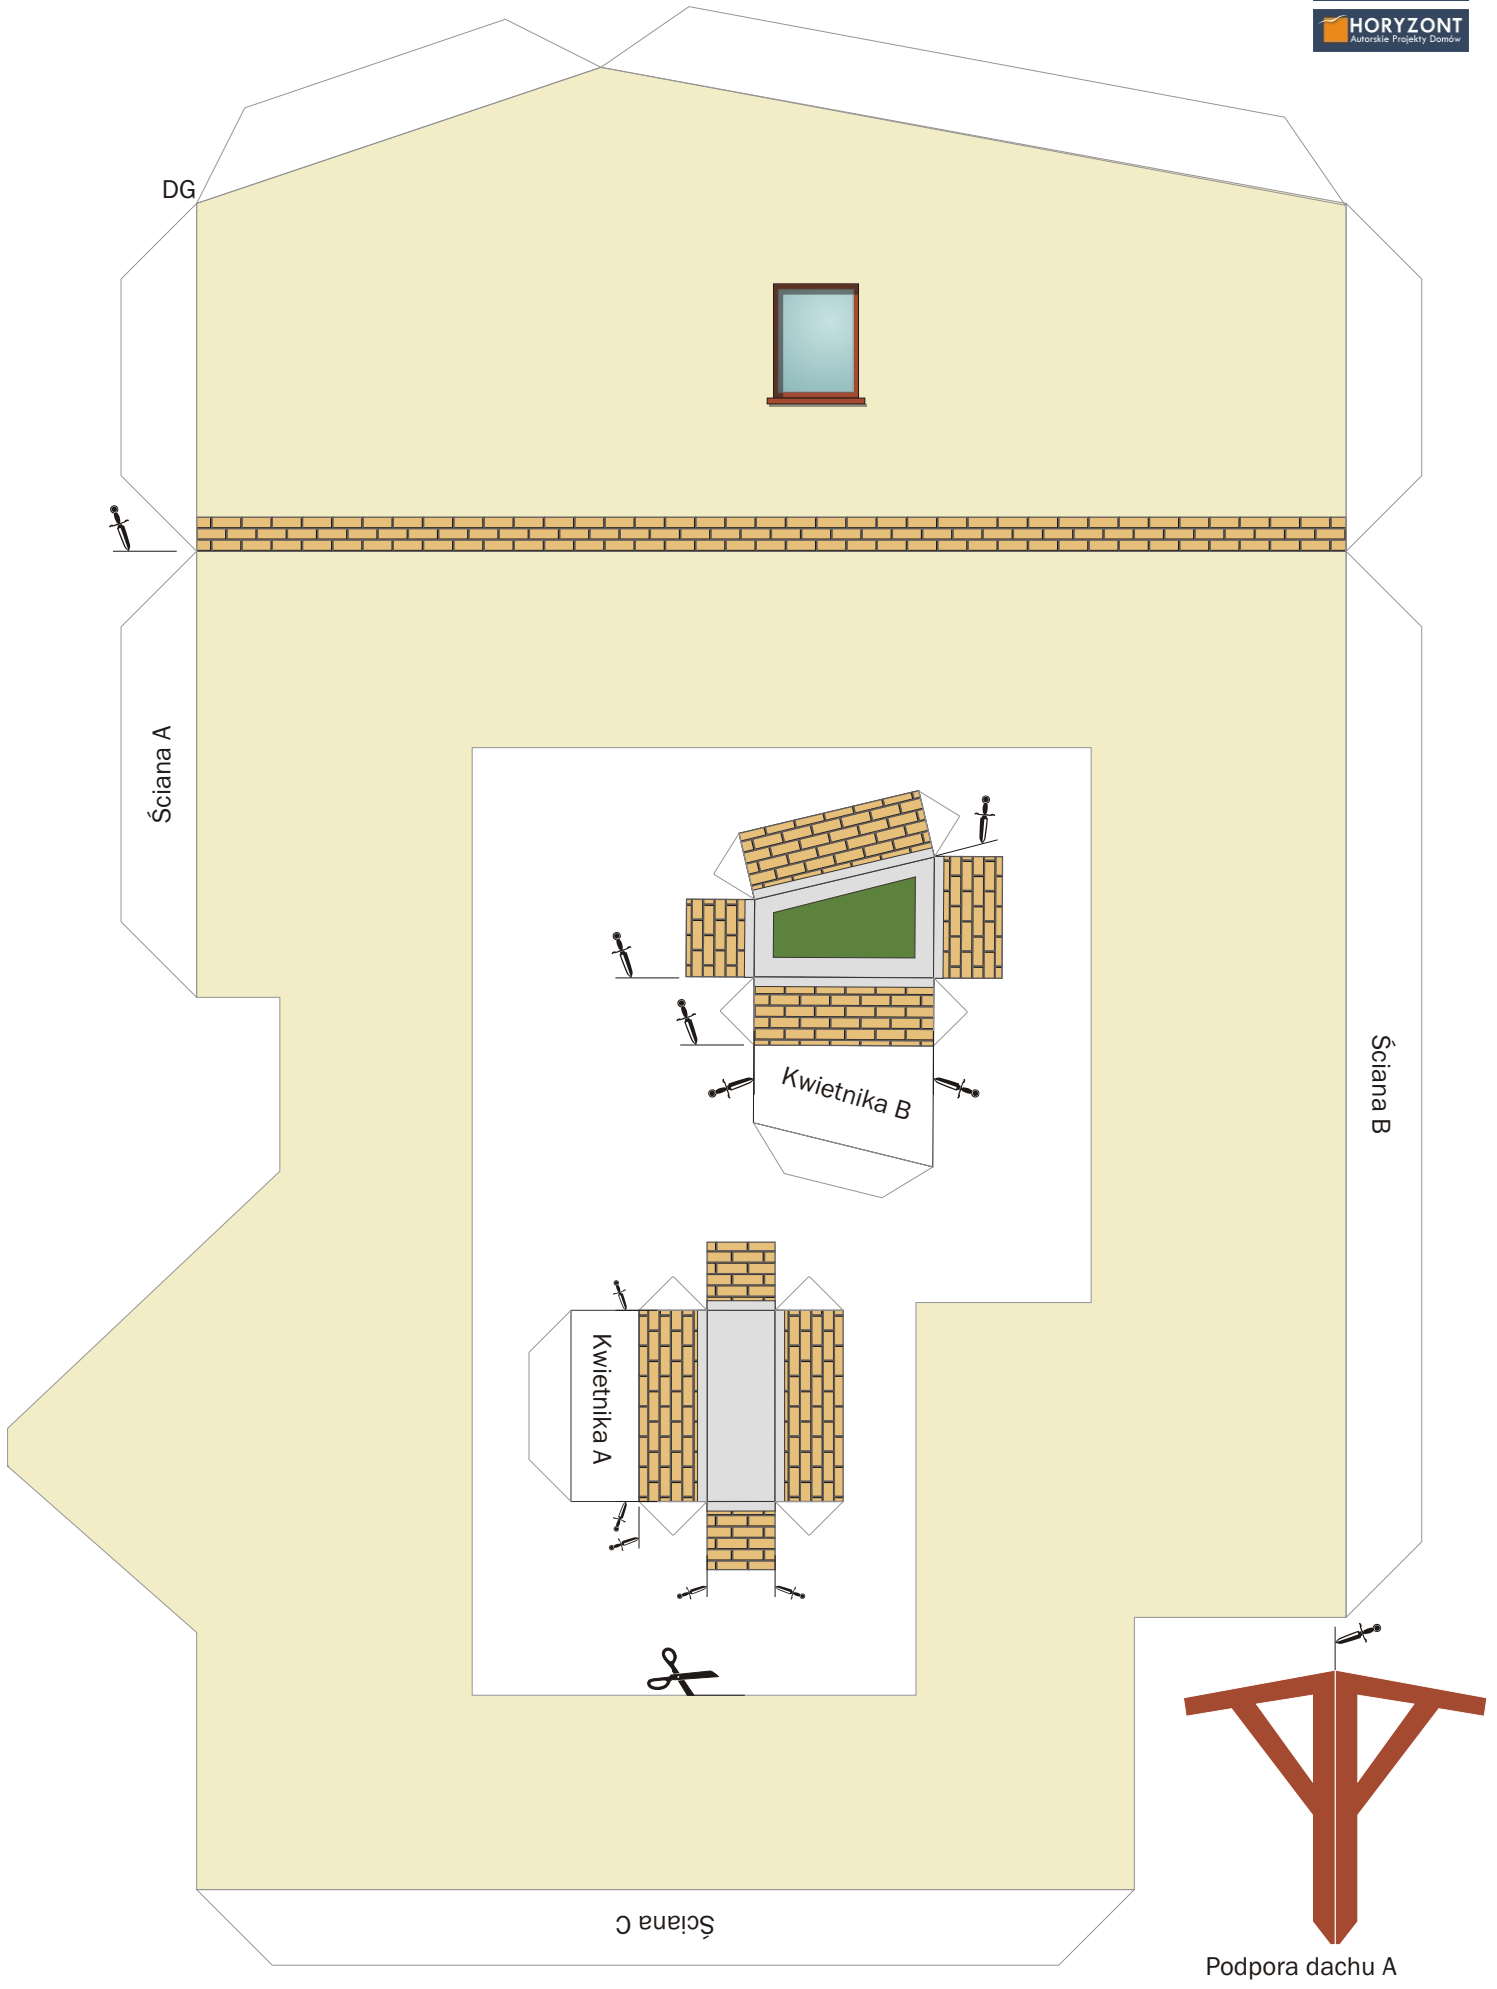 HORYZONT
Autorskie Projekty Domów
DG
Ściana A
Ściana B
Kwietnika B
Kwietnika A
Ściana C
Podpora dachu A